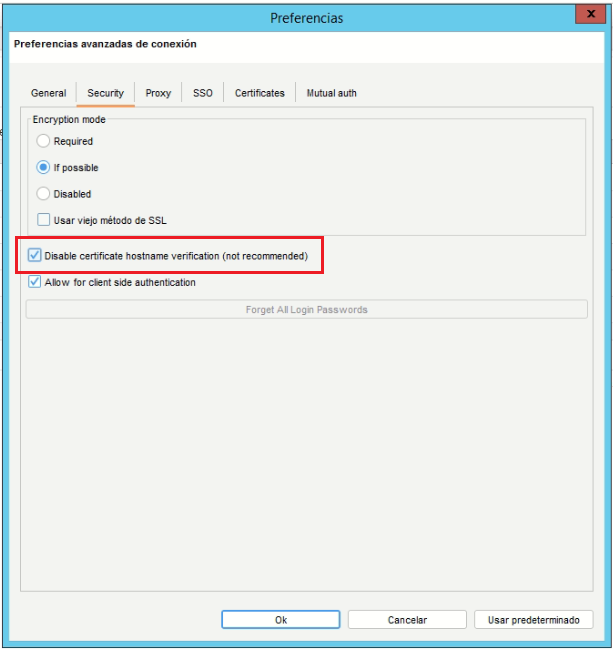 Preferencias
x
Preferencias avanzadas de conexión
General Security Proxy SSO Certificates Mutual auth
Encryption mode
Required
If possible
Disabled
Usar viejo método de SSL
Disable certificate hostname verification (not recommended)
Allow for client side authentication
Forget All Login Passwords
Ok Cancelar Usar predeterminado